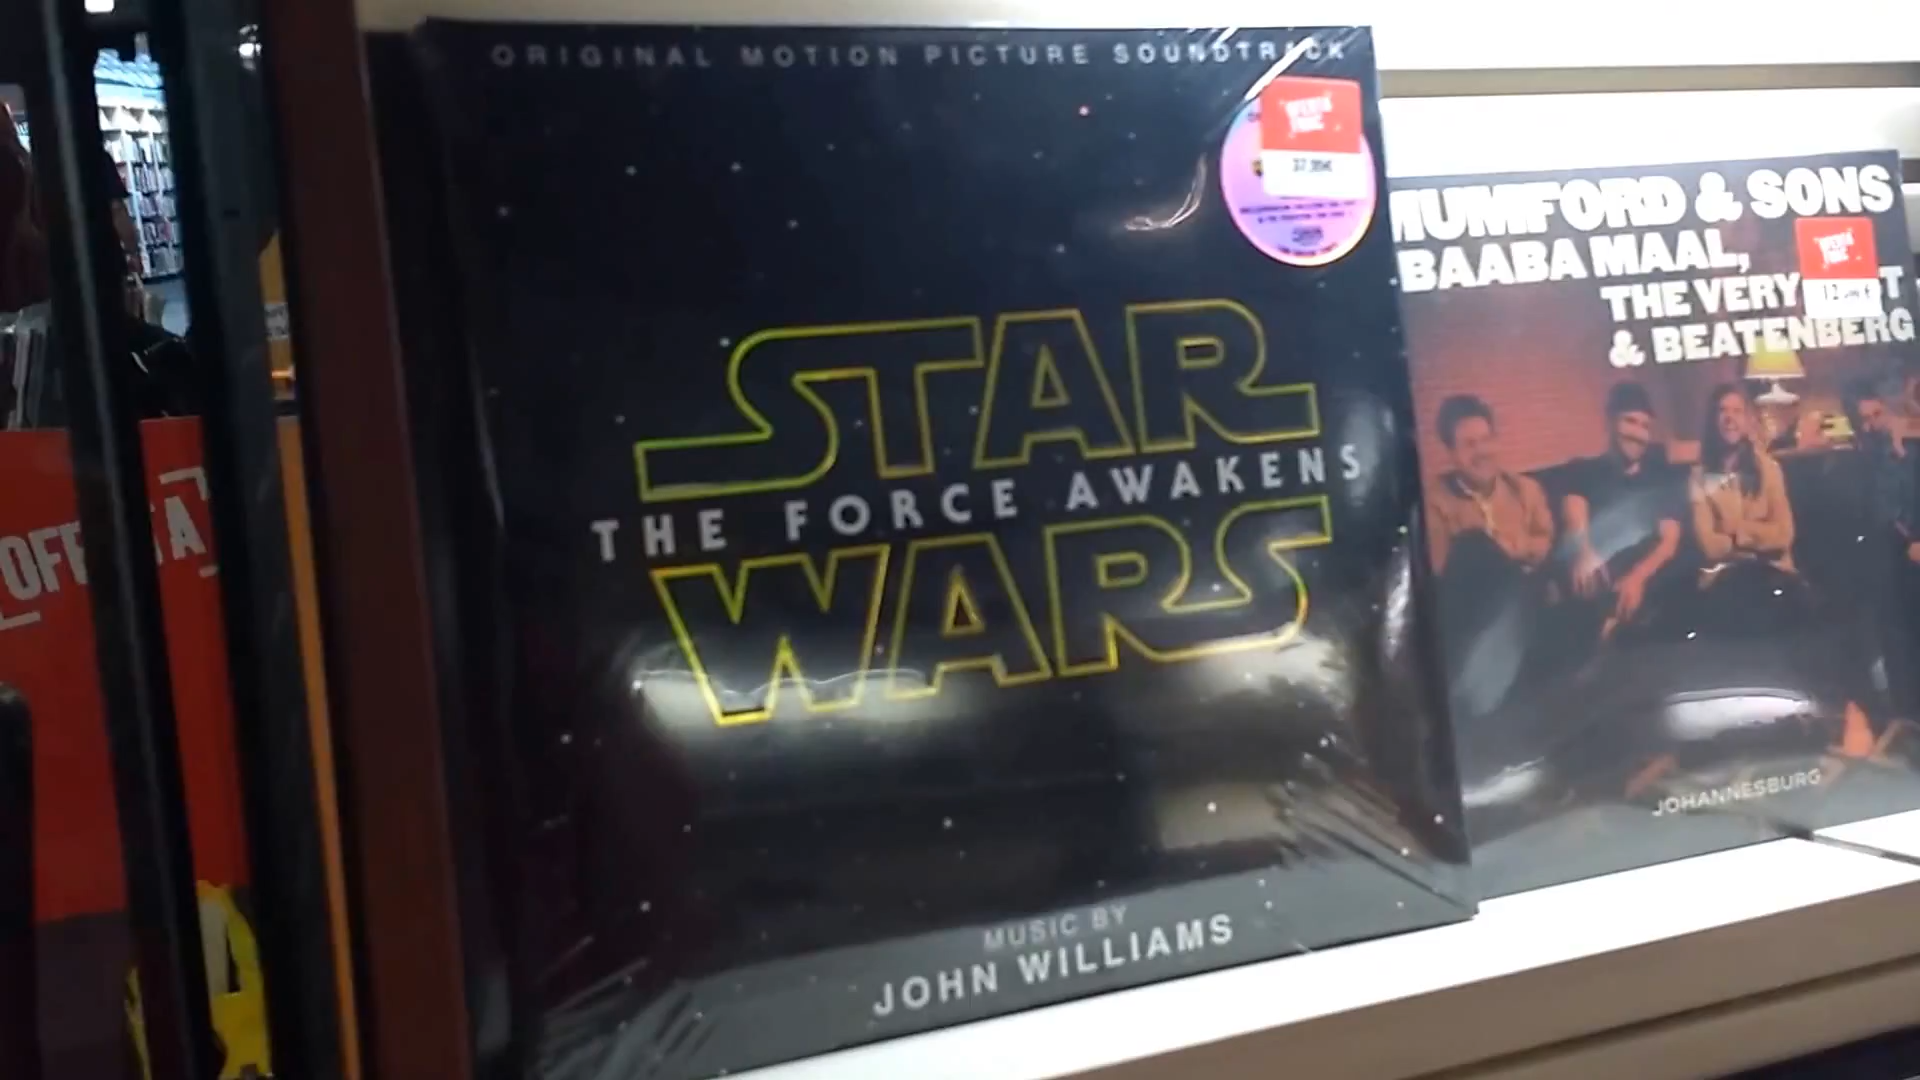 ORIGINAL MOTION PICTURE SOUNDTRACK
STAR
THE FORCE AWAKENS
WARS
MUSIC BY
JOHN WILLIAMS
MUMFORD & SONS
BAABA MAAL,
THE VERY
& BEATENBERG
JOHANNESBURG